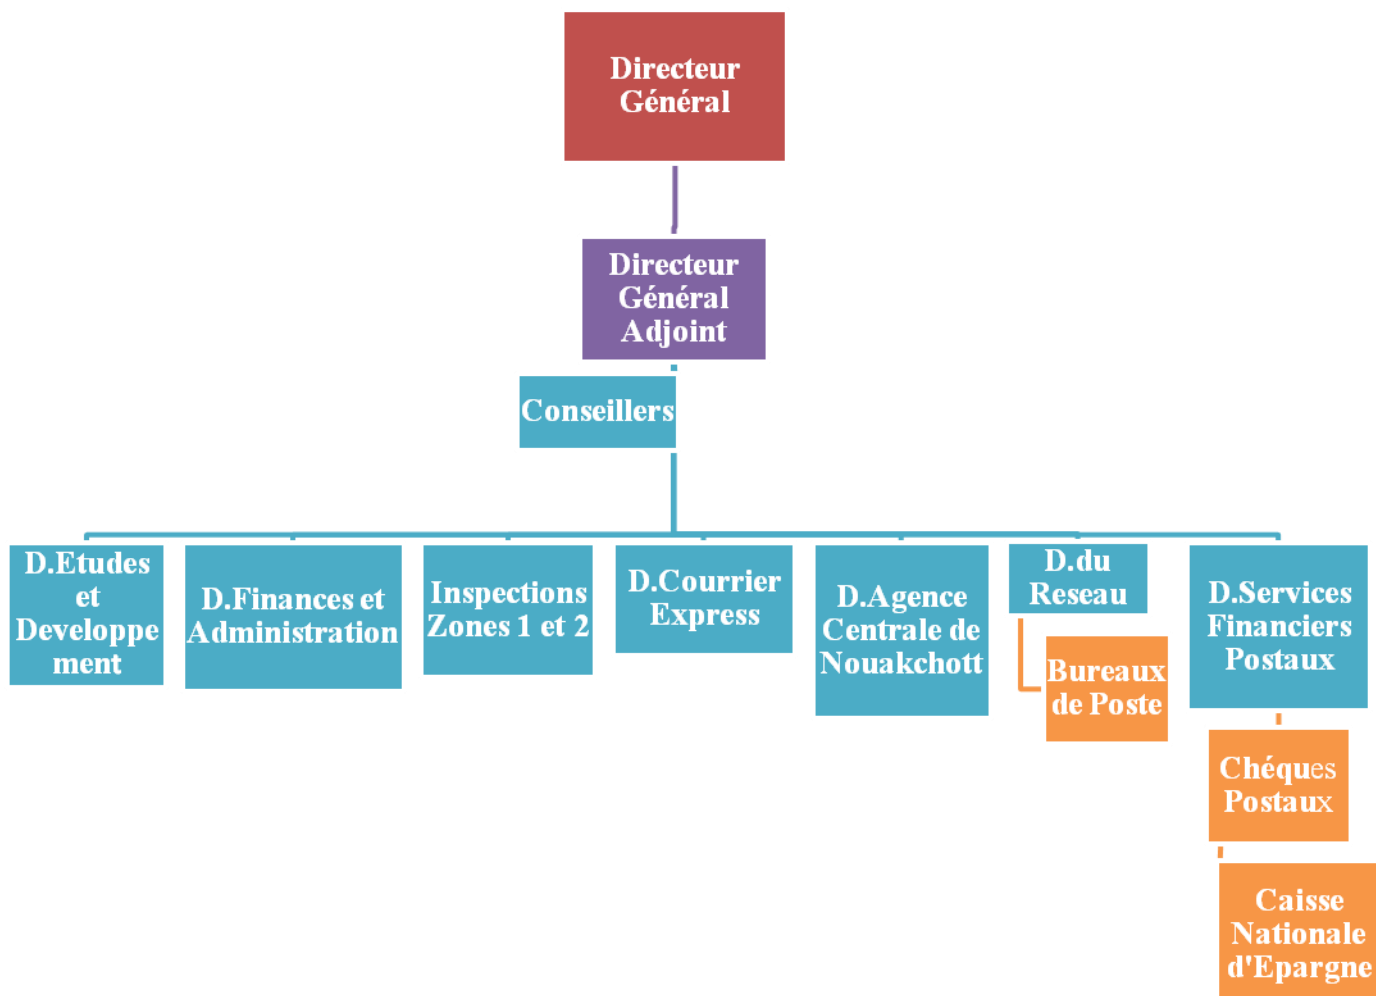 Directeur
Général
Directeur
Général
Adjoint
Conseillers
D.Etudes
et
Developpe
ment
D.Finances et
Administration
Inspections
Zones 1 et 2
D.Courrier
Express
D.Agence
Centrale de
Nouakchott
D.du
Reseau
Bureaux
de Poste
D.Services
Financiers
Postaux
Chéques
Postaux
Caisse
Nationale
d'Epargne